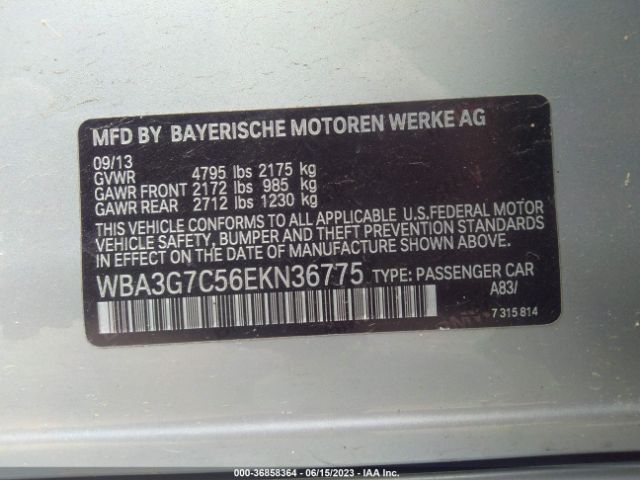 MFD BY BAYERISCHE MOTOREN WERKE AG
09/13
GVWR 4795 lbs 2175 kg
GAWR FRONT 2172 lbs 985 kg
GAWR REAR 2712 lbs 1230 kg
THIS VEHICLE CONFORMS TO ALL APPLICABLE U.S.FEDERAL MOTOR
VEHICLE SAFETY, BUMPER AND THEFT PREVENTION STANDARDS
IN EFFECT ON THE DATE OF MANUFACTURE SHOWN ABOVE.
WBA3G7C56EKN36775 TYPE: PASSENGER CAR
A83/
7 315 814
000-36858364 - 06/15/2023 - IAA Inc.